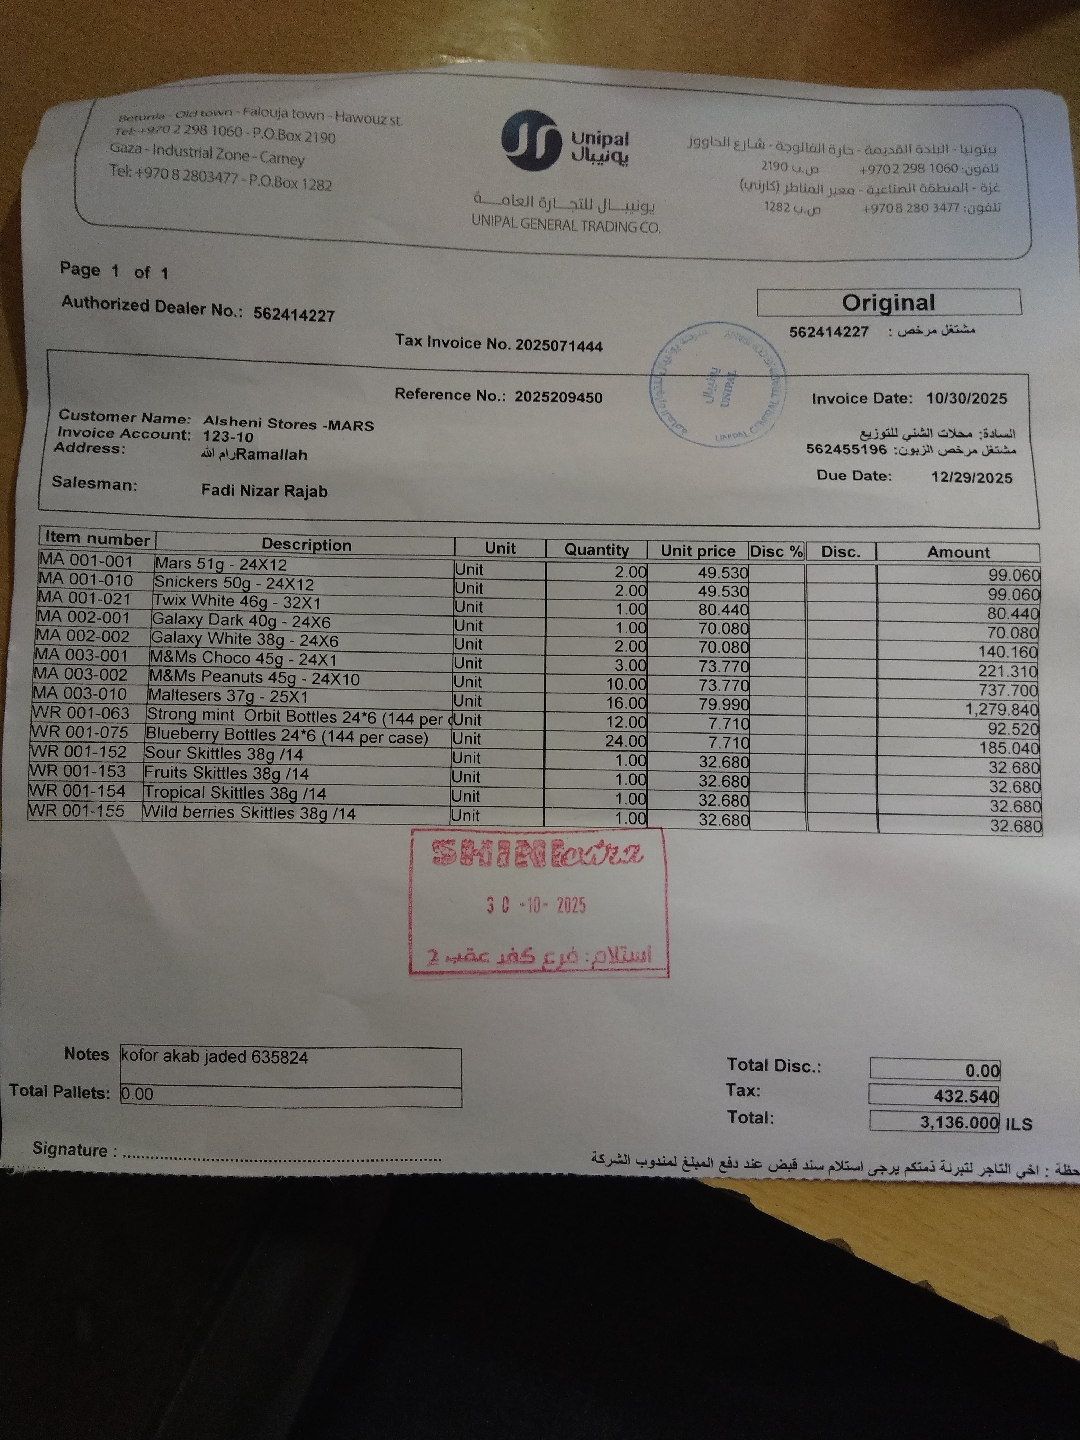 Betunia - Old town - Falouja town - Hawouz st.
Tel: +970 2 298 1060 - P.O.Box 2190
Gaza - Industrial Zone - Carney
Tel: +970 8 2803477 - P.O.Box 1282
Unipal
يونيبال
يونيبال للتجارة العامة
UNIPAL GENERAL TRADING CO.
بيتونيا - البلدة القديمة - حارة الفالوجة - شارع الحاووز
تلفون: 1060 298 2 970+ ص.ب 2190
غزة - المنطقة الصناعية - معبر المناطر (كارني)
تلفون: 3477 280 8 970+ ص.ب 1282
Page 1 of 1
Authorized Dealer No.: 562414227
Original
مشتغل مرخص : 562414227
Tax Invoice No. 2025071444
يونيبال
UNIPAL
UNIPAL GENERAL TRADING CO.
Reference No.: 2025209450
Invoice Date: 10/30/2025
Customer Name: Alsheni Stores -MARS
Invoice Account: 123-10
Address: رام الله Ramallah
السادة: محلات الشني للتوزيع
مشتغل مرخص الزبون: 562455196
Due Date: 12/29/2025
Salesman: Fadi Nizar Rajab
Item number Description Unit Quantity Unit price Disc % Disc. Amount
MA 001-001 Mars 51g - 24X12 Unit 2.00 49.530 99.060
MA 001-010 Snickers 50g - 24X12 Unit 2.00 49.530 99.060
MA 001-021 Twix White 46g - 32X1 Unit 1.00 80.440 80.440
MA 002-001 Galaxy Dark 40g - 24X6 Unit 1.00 70.080 70.080
MA 002-002 Galaxy White 38g - 24X6 Unit 2.00 70.080 140.160
MA 003-001 M&Ms Choco 45g - 24X1 Unit 3.00 73.770 221.310
MA 003-002 M&Ms Peanuts 45g - 24X10 Unit 10.00 73.770 737.700
MA 003-010 Maltesers 37g - 25X1 Unit 16.00 79.990 1,279.840
WR 001-063 Strong mint Orbit Bottles 24*6 (144 per c Unit 12.00 7.710 92.520
WR 001-075 Blueberry Bottles 24*6 (144 per case) Unit 24.00 7.710 185.040
WR 001-152 Sour Skittles 38g /14 Unit 1.00 32.680 32.680
WR 001-153 Fruits Skittles 38g /14 Unit 1.00 32.680 32.680
WR 001-154 Tropical Skittles 38g /14 Unit 1.00 32.680 32.680
WR 001-155 Wild berries Skittles 38g /14 Unit 1.00 32.680 32.680
SHINI extra
30 -10- 2025
استلام: فرع كفر عقب 2
Notes kofor akab jaded 635824
Total Pallets: 0.00
Total Disc.: 0.00
Tax: 432.540
Total: 3,136.000 ILS
Signature : ........................................
حظة : اخي التاجر لتبرئة ذمتكم يرجى استلام سند قبض عند دفع المبلغ لمندوب الشركة